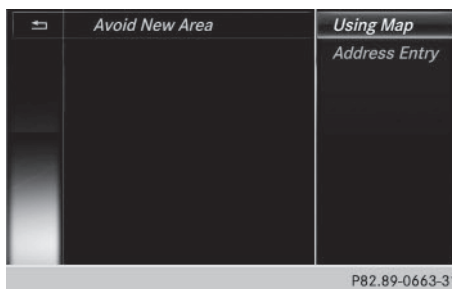 Avoid New Area
Using Map
Address Entry
P82.89-0663-31